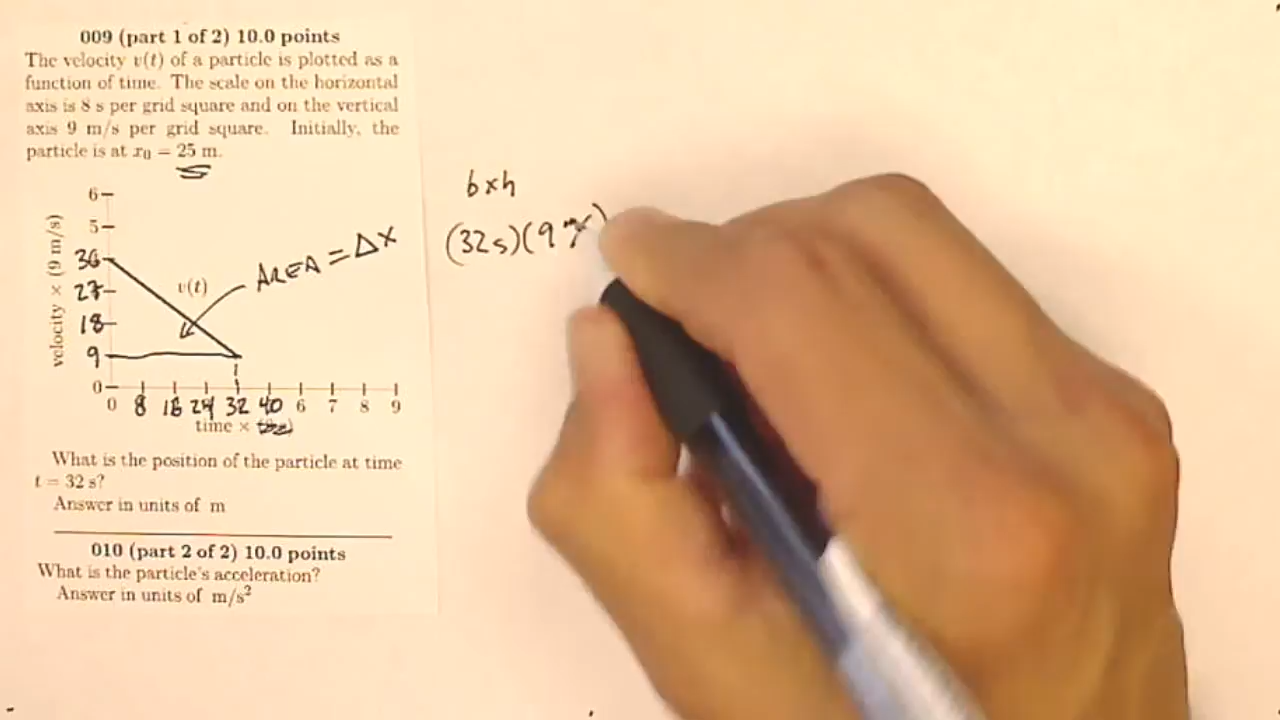 009 (part 1 of 2) 10.0 points
The velocity v(t) of a particle is plotted as a
function of time. The scale on the horizontal
axis is 8 s per grid square and on the vertical
axis 9 m/s per grid square. Initially, the
particle is at x₀ = 25 m.
6
5
36
27
18
9
0
velocity × (9 m/s)
v(t)
AREA = Δx
0 8 16 24 32 40 6 7 8 9
time ×
What is the position of the particle at time
t = 32 s?
Answer in units of m
010 (part 2 of 2) 10.0 points
What is the particle's acceleration?
Answer in units of m/s²
b×h
(32s)(9 m/s)